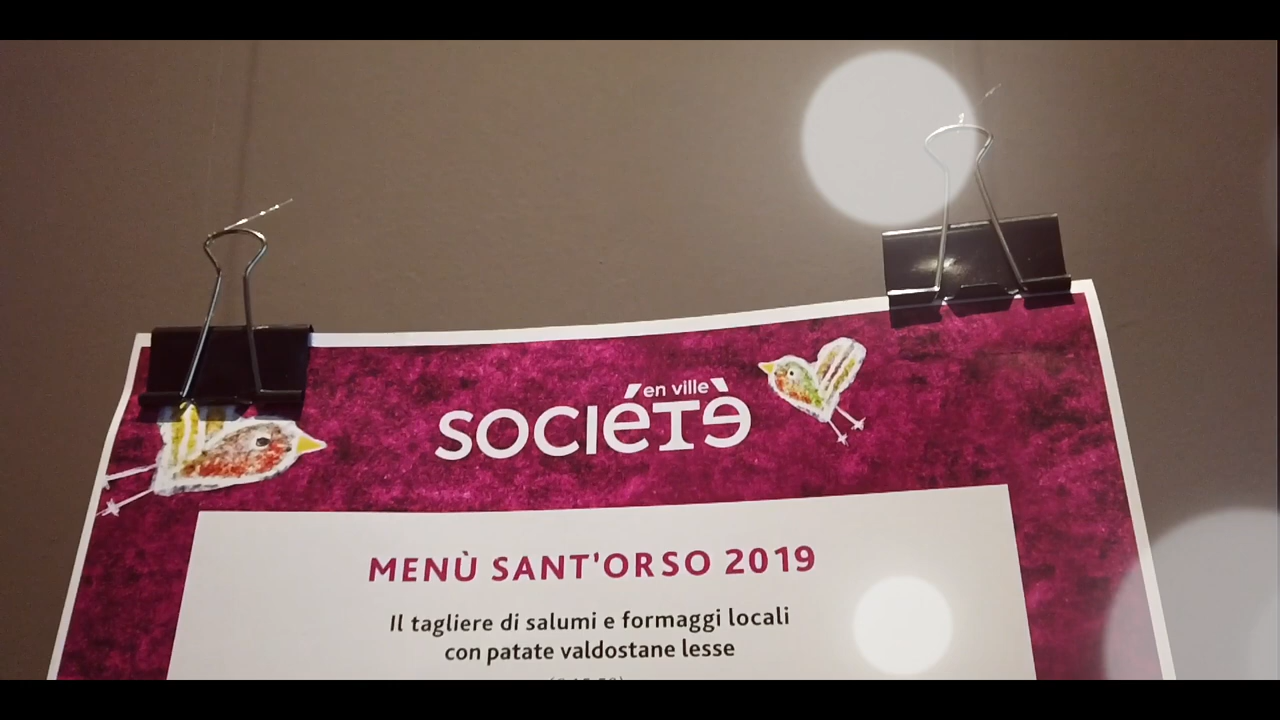 en ville
sociéTè
MENÙ SANT'ORSO 2019
Il tagliere di salumi e formaggi locali
con patate valdostane lesse